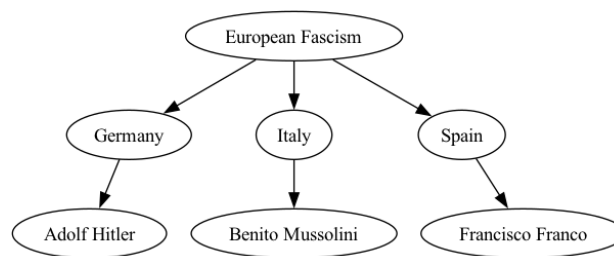 European Fascism
Germany
Italy
Spain
Adolf Hitler
Benito Mussolini
Francisco Franco